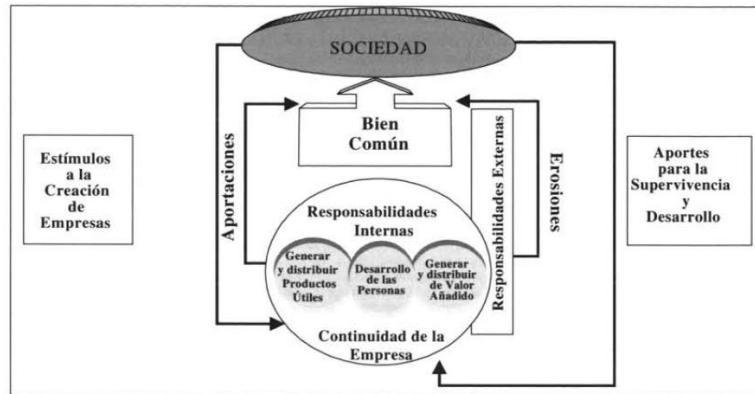 SOCIEDAD
Bien
Común
Estímulos
a la
Creación
de
Empresas
Aportaciones
Responsabilidades Externas
Erosiones
Aportes
para la
Supervivencia
y
Desarrollo
Responsabilidades
Internas
Generar
y distribuir
Productos
Útiles
Desarrollo
de las
Personas
Generar
y distribuir
de Valor
Añadido
Continuidad de la
Empresa